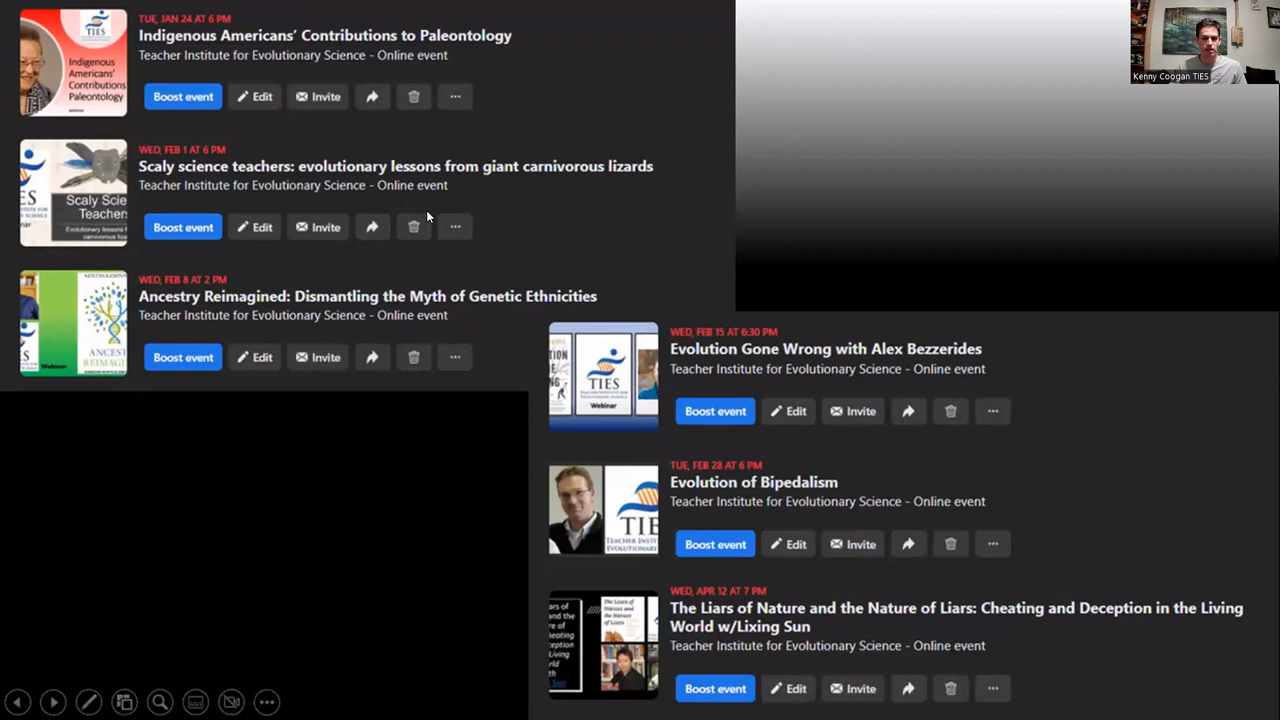 TUE, JAN 24 AT 6 PM
Indigenous Americans' Contributions to Paleontology
Teacher Institute for Evolutionary Science - Online event
Boost event Edit Invite
TIES
Indigenous
Americans'
Contributions
Paleontology
WED, FEB 1 AT 6 PM
Scaly science teachers: evolutionary lessons from giant carnivorous lizards
Teacher Institute for Evolutionary Science - Online event
Boost event Edit Invite
Scaly Scie
Teachers
WED, FEB 8 AT 2 PM
Ancestry Reimagined: Dismantling the Myth of Genetic Ethnicities
Teacher Institute for Evolutionary Science - Online event
Boost event Edit Invite
Webinar
ANCEST
REIMAG
Kenny Coogan TIES
WED, FEB 15 AT 6:30 PM
Evolution Gone Wrong with Alex Bezzerides
Teacher Institute for Evolutionary Science - Online event
Boost event Edit Invite
TIES
Webinar
TUE, FEB 28 AT 6 PM
Evolution of Bipedalism
Teacher Institute for Evolutionary Science - Online event
Boost event Edit Invite
TIE
TEACHER INSTIT
EVOLUTIONARY
WED, APR 12 AT 7 PM
The Liars of Nature and the Nature of Liars: Cheating and Deception in the Living
World w/Lixing Sun
Teacher Institute for Evolutionary Science - Online event
Boost event Edit Invite